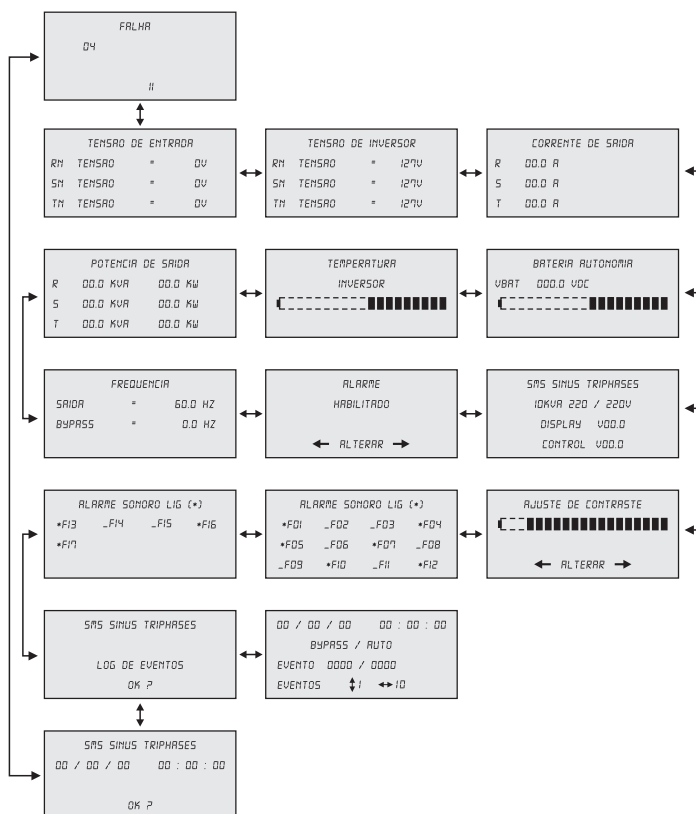 FALHA
04
11
TENSAO DE ENTRADA
RN TENSAO = 0V
SN TENSAO = 0V
TN TENSAO = 0V
TENSAO DE INVERSOR
RN TENSAO = 127V
SN TENSAO = 127V
TN TENSAO = 127V
CORRENTE DE SAIDA
R 00.0 A
S 00.0 A
T 00.0 A
POTENCIA DE SAIDA
R 00.0 KVA 00.0 KW
S 00.0 KVA 00.0 KW
T 00.0 KVA 00.0 KW
TEMPERATURA
INVERSOR
BATERIA AUTONOMIA
VBAT 000.0 VDC
FREQUENCIA
SAIDA = 60.0 HZ
BYPASS = 0.0 HZ
ALARME
HABILITADO
← ALTERAR →
SMS SINUS TRIPHASES
10KVA 220 / 220V
DISPLAY V00.0
CONTROL V00.0
ALARME SONORO LIG (*)
*F13 _F14 _F15 *F16
*F17
ALARME SONORO LIG (*)
*F01 _F02 _F03 *F04
*F05 _F06 *F07 _F08
_F09 *F10 _F11 *F12
AJUSTE DE CONTRASTE
← ALTERAR →
SMS SINUS TRIPHASES
LOG DE EVENTOS
OK ?
00 / 00 / 00 00 : 00 : 00
BYPASS / AUTO
EVENTO 0000 / 0000
EVENTOS ↕1 ↔10
SMS SINUS TRIPHASES
00 / 00 / 00 00 : 00 : 00
OK ?